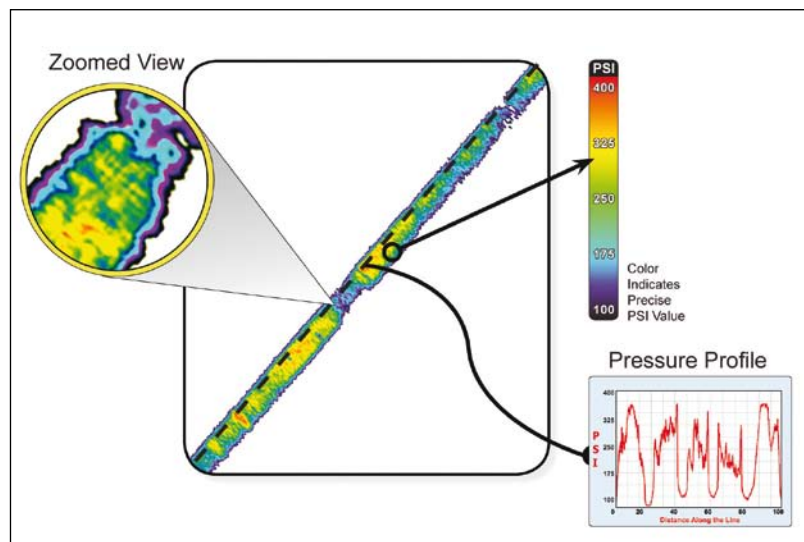 Zoomed View
PSI
400
325
250
175
100
Color
Indicates
Precise
PSI Value
Pressure Profile
400
325
250
175
100
PSI
0
20
40
60
80
100
Distance Along the Line